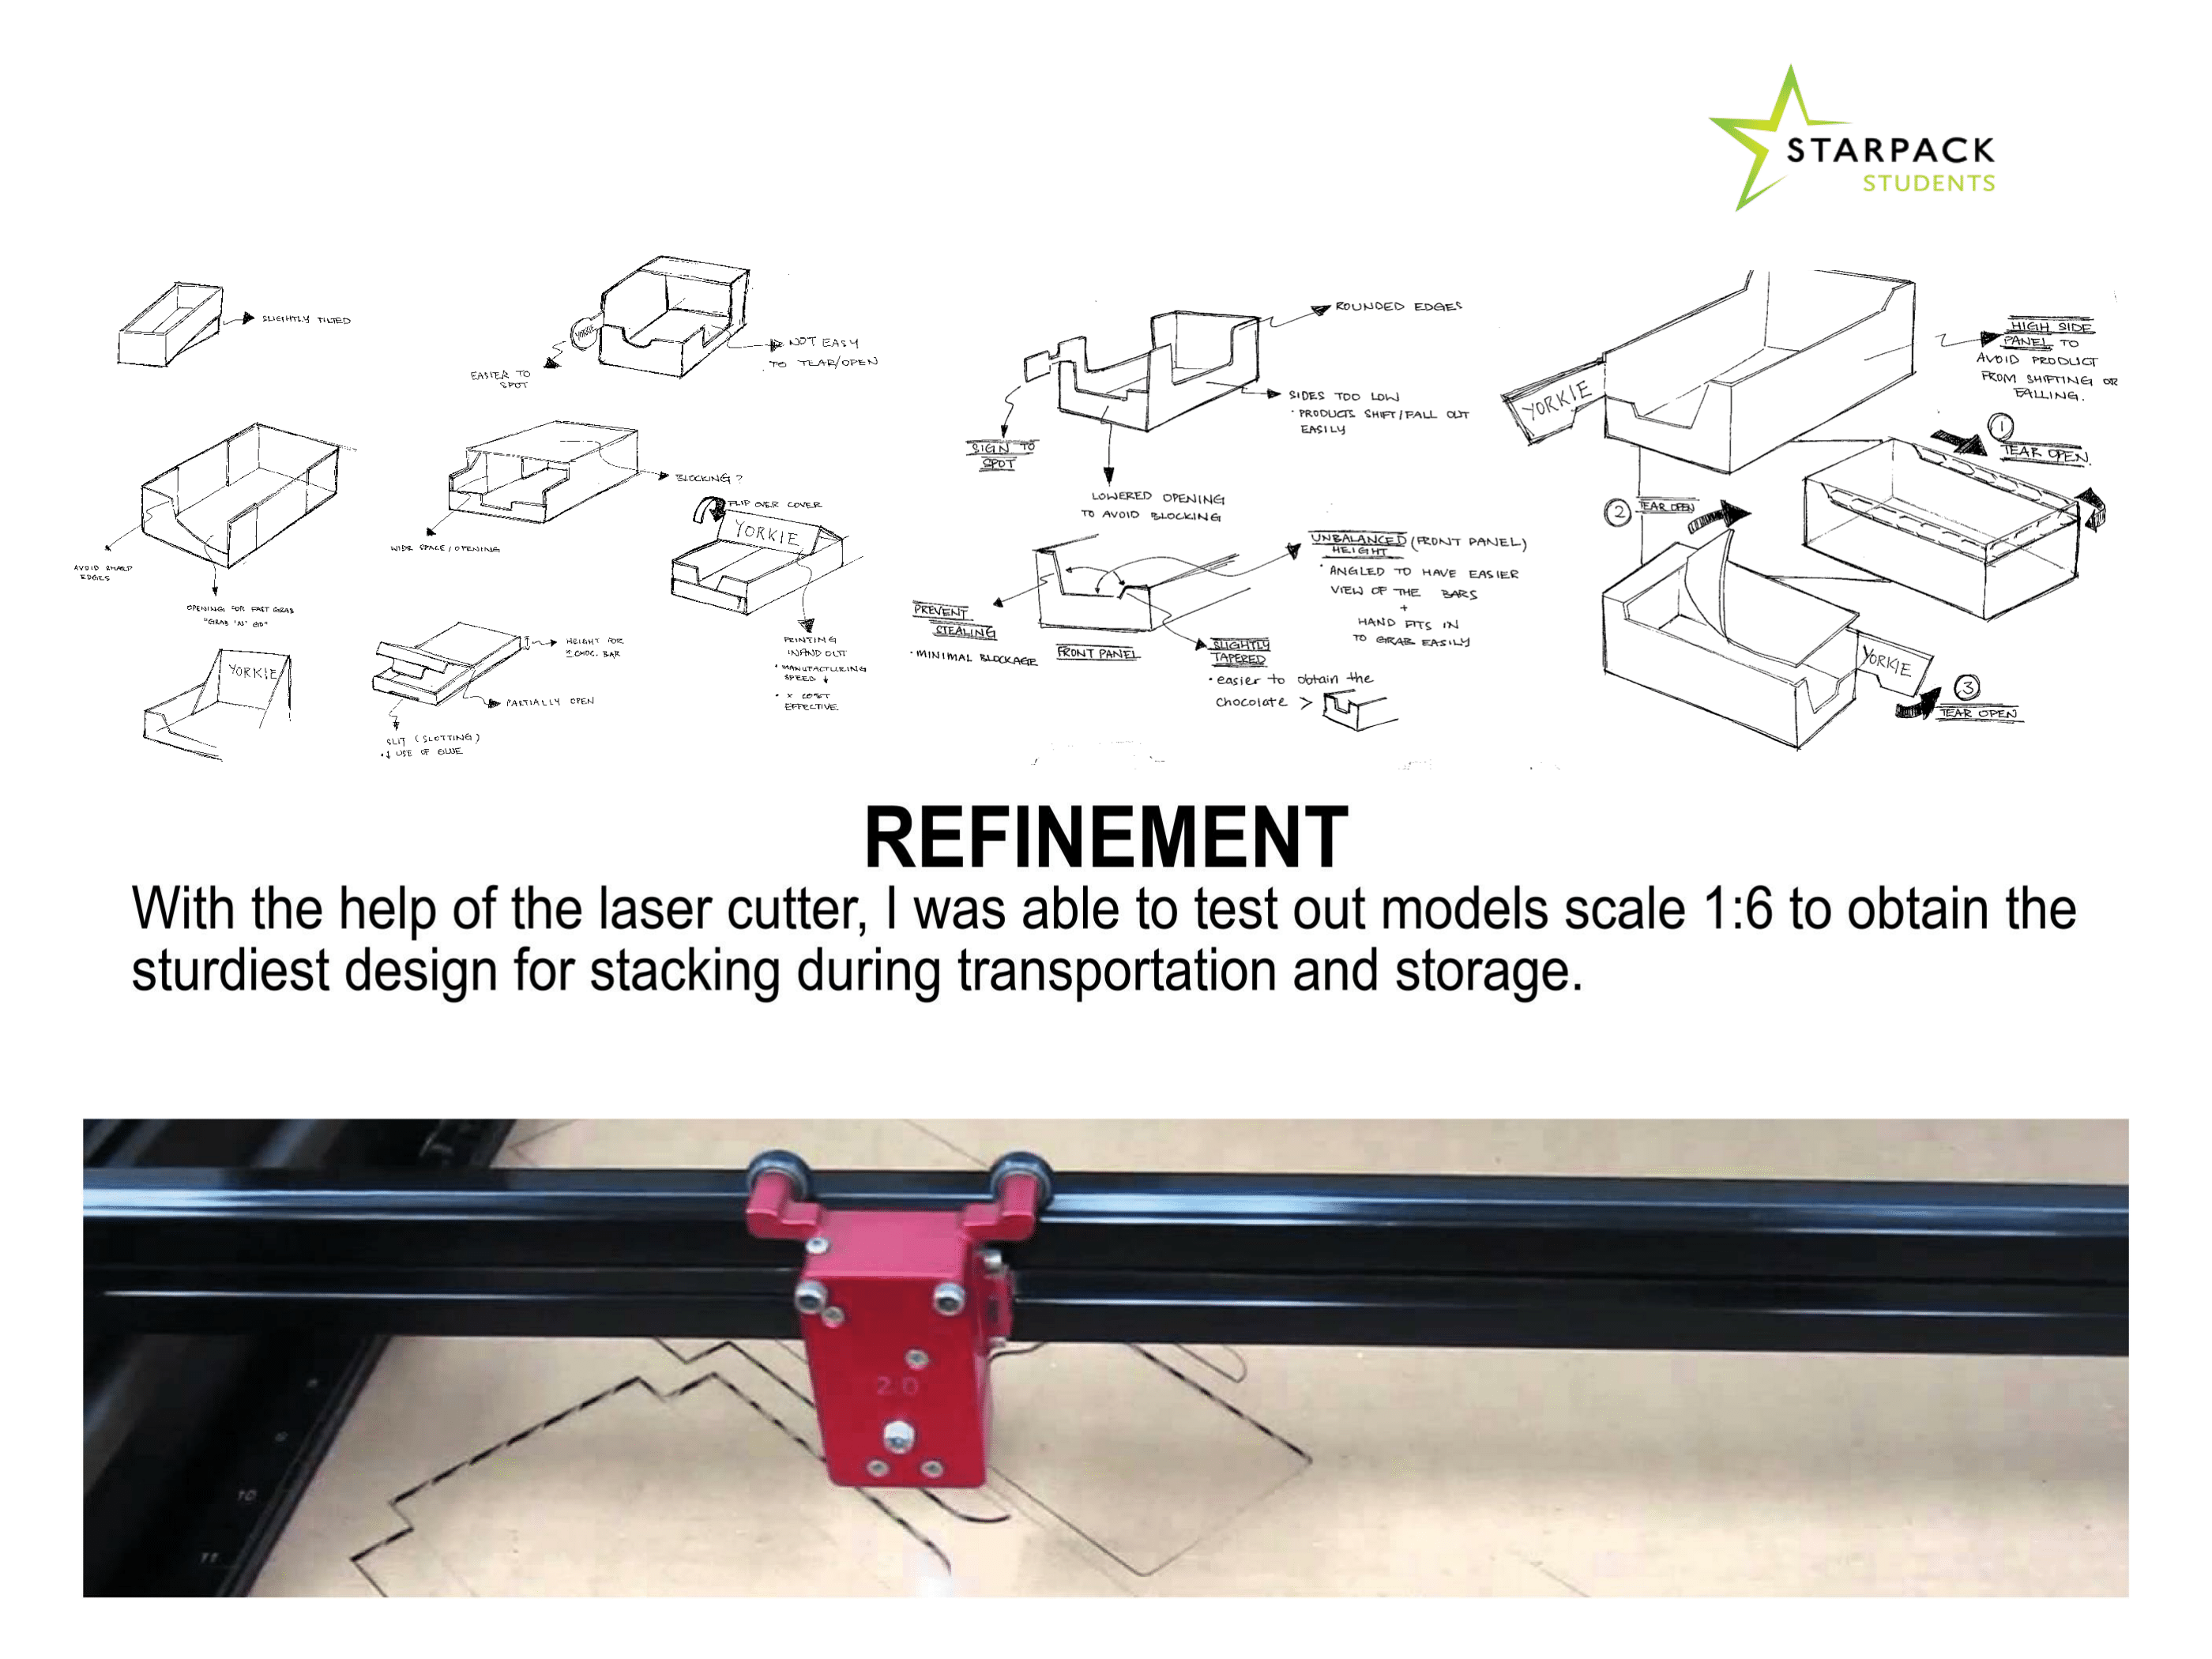 STARPACK
STUDENTS
SLIGHTLY TILTED
YORKIE
EASIER TO
SPOT
NOT EASY
TO TEAR/OPEN
AVOID SHARP
EDGES
OPENING FOR FAST GRAB
"GRAB 'N' GO"
WIDE SPACE / OPENING
BLOCKING ?
FLIP OVER COVER
YORKIE
PRINTING
IN AND OUT
• MANUFACTURING
SPEED ↓
• × COST
EFFECTIVE.
YORKIE
HEIGHT FOR
CHOC. BAR
PARTIALLY OPEN
SLIT (SLOTTING)
• ↓ USE OF GLUE
ROUNDED EDGES
SIDES TOO LOW
• PRODUCTS SHIFT/FALL OUT
EASILY
SIGN TO
SPOT
LOWERED OPENING
TO AVOID BLOCKING
UNBALANCED (FRONT PANEL)
HEIGHT
• ANGLED TO HAVE EASIER
VIEW OF THE BARS
+
HAND FITS IN
TO GRAB EASILY
PREVENT
STEALING
• MINIMAL BLOCKAGE
FRONT PANEL
SLIGHTLY
TAPERED
• easier to obtain the
chocolate >
YORKIE
HIGH SIDE
PANEL TO
AVOID PRODUCT
FROM SHIFTING OR
FALLING.
1
TEAR OPEN.
2
TEAR OPEN
YORKIE
3
TEAR OPEN
REFINEMENT
With the help of the laser cutter, I was able to test out models scale 1:6 to obtain the
sturdiest design for stacking during transportation and storage.
2.0
10
11